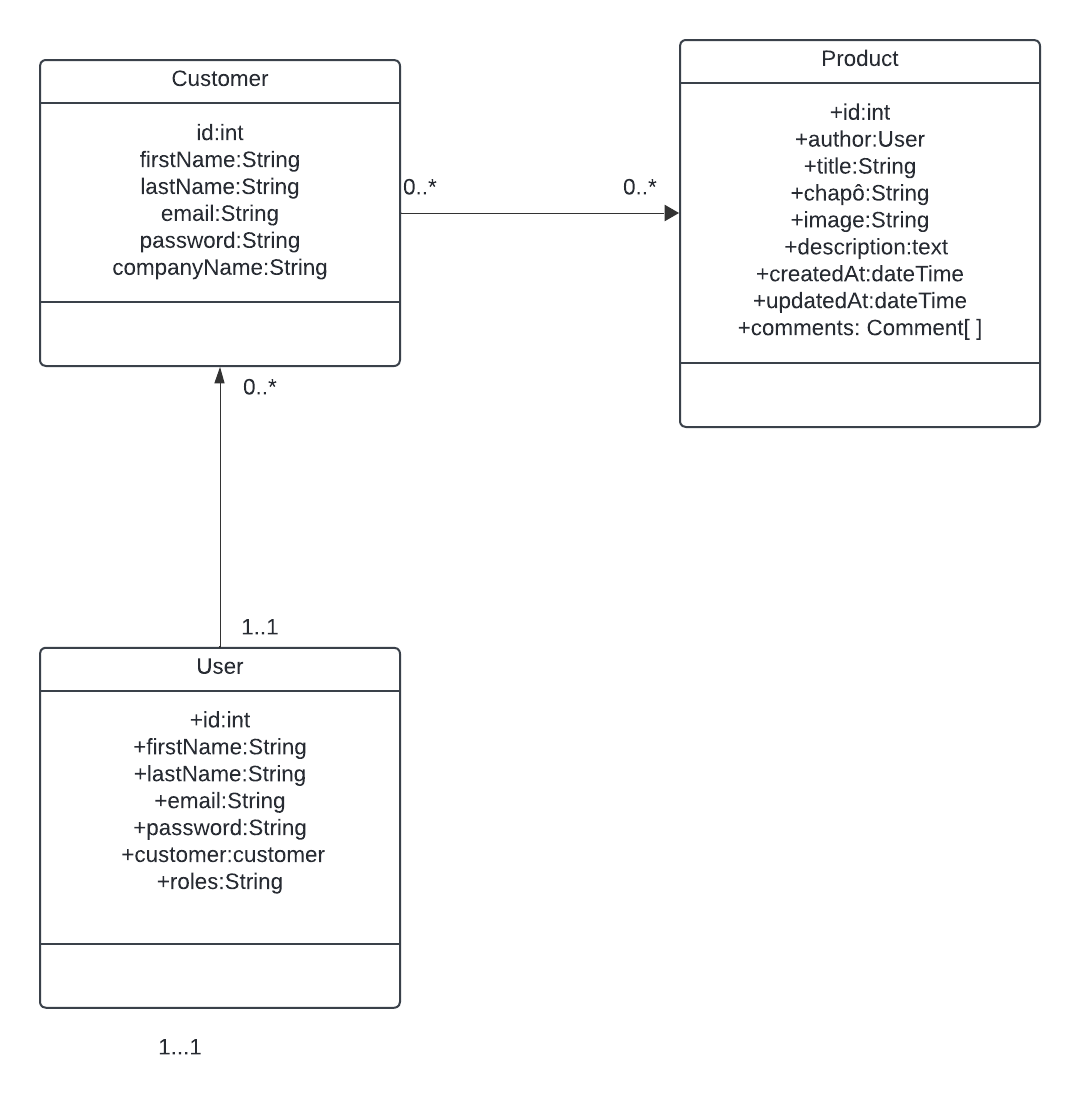 Customer
id:int
firstName:String
lastName:String
email:String
password:String
companyName:String
0..*
0..*
Product
+id:int
+author:User
+title:String
+chapô:String
+image:String
+description:text
+createdAt:dateTime
+updatedAt:dateTime
+comments: Comment[ ]
0..*
1..1
User
+id:int
+firstName:String
+lastName:String
+email:String
+password:String
+customer:customer
+roles:String
1...1